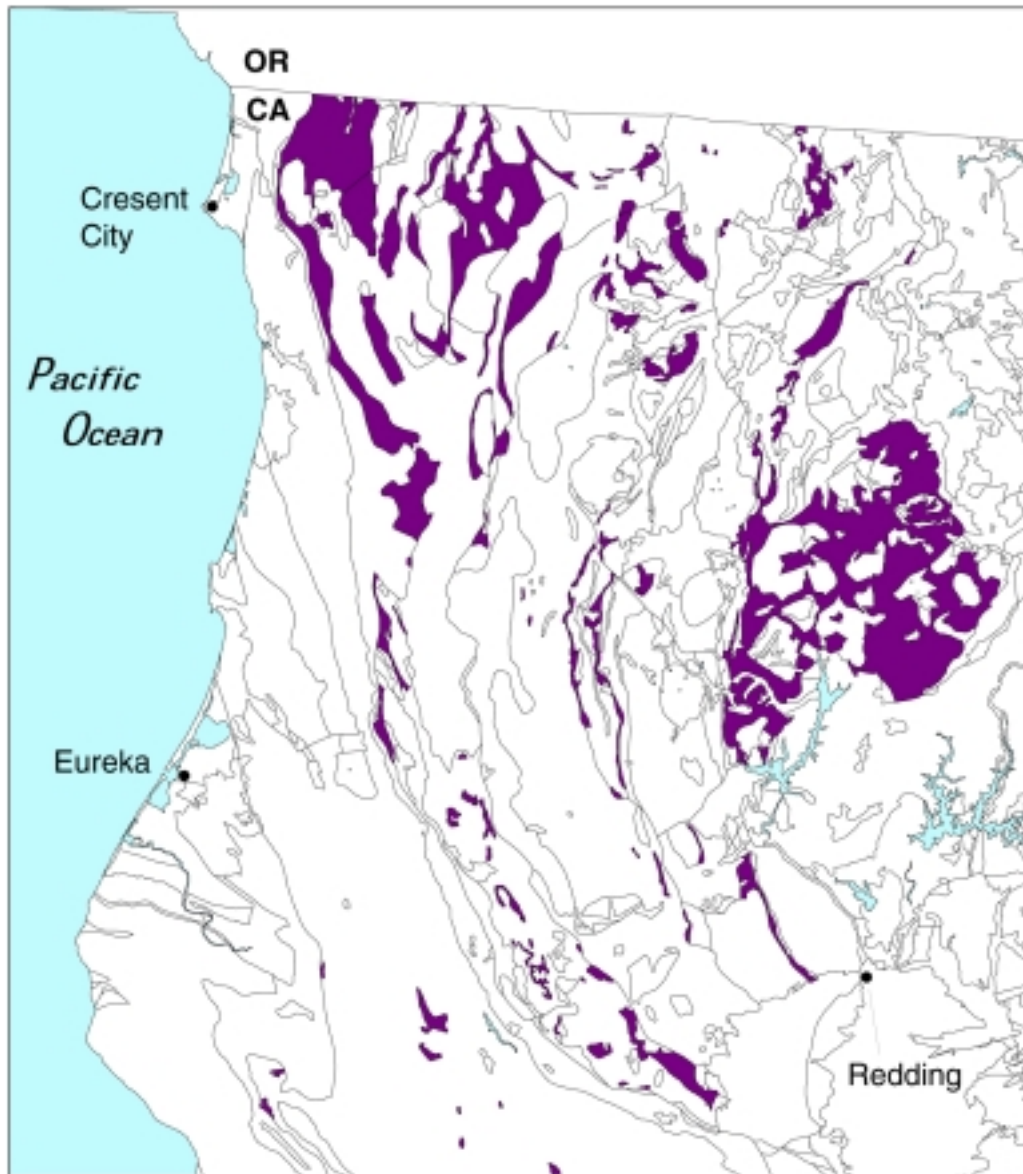 OR
CA
Cresent
City
Pacific
Ocean
Eureka
Redding